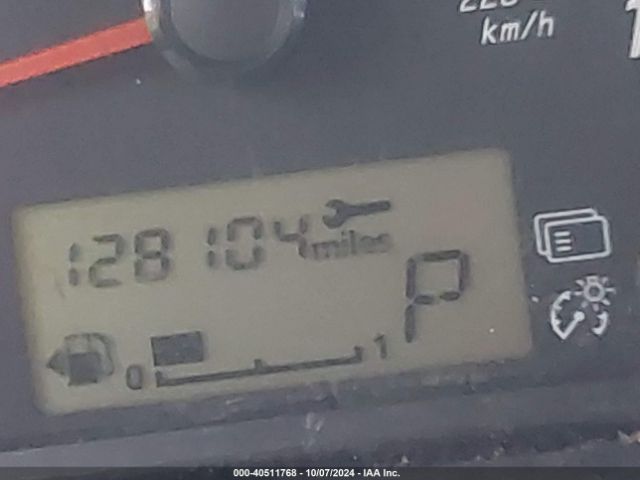 km/h
128104 miles
P
0 1
000-40511768 - 10/07/2024 - IAA Inc.